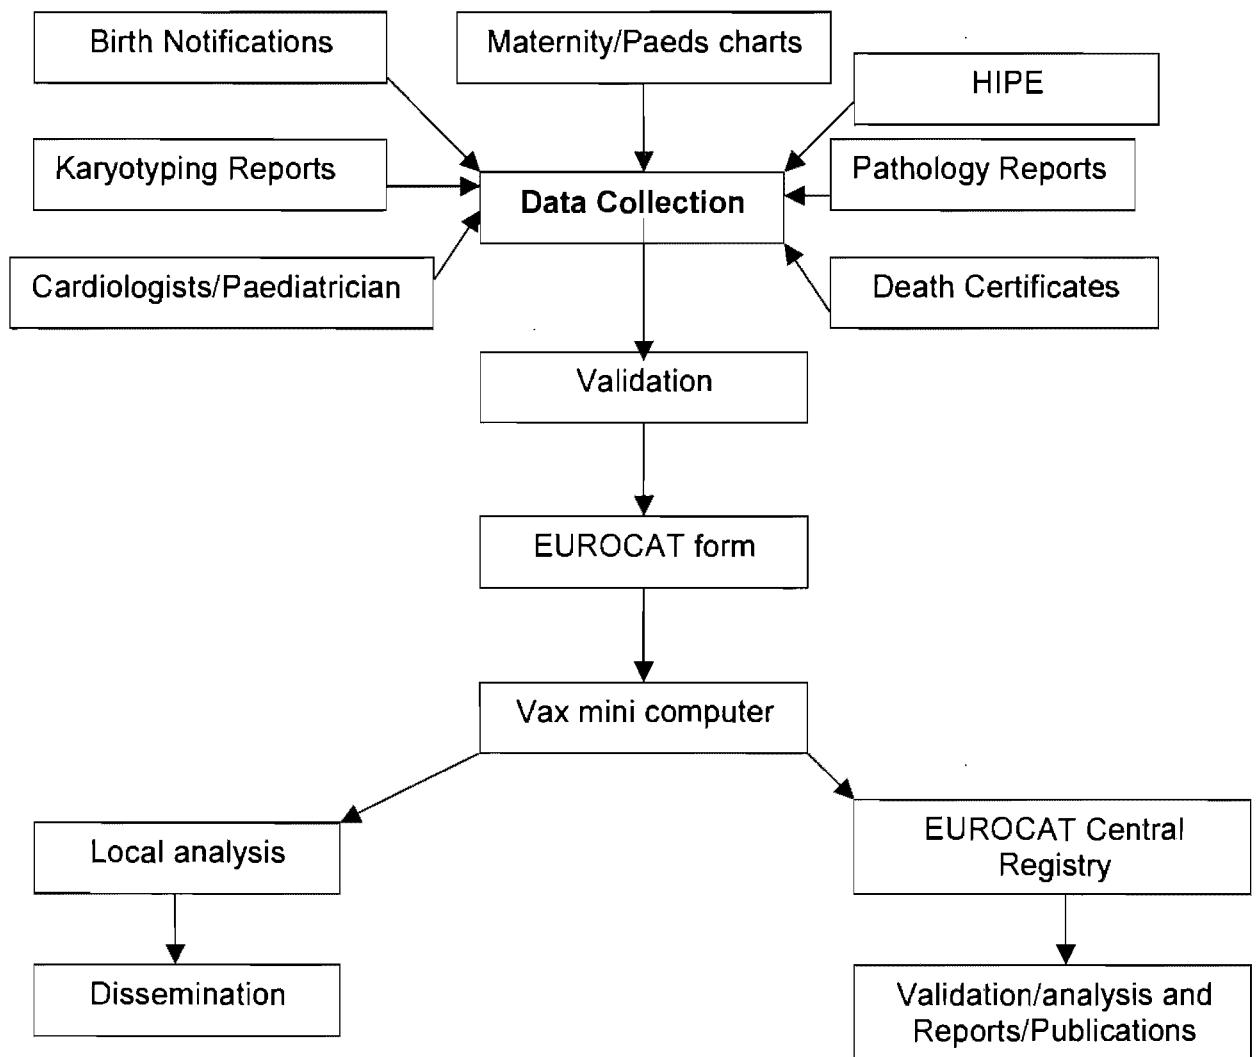 Birth Notifications
Maternity/Paeds charts
HIPE
Karyotyping Reports
Data Collection
Pathology Reports
Cardiologists/Paediatrician
Death Certificates
Validation
EUROCAT form
Vax mini computer
Local analysis
EUROCAT Central
Registry
Dissemination
Validation/analysis and
Reports/Publications